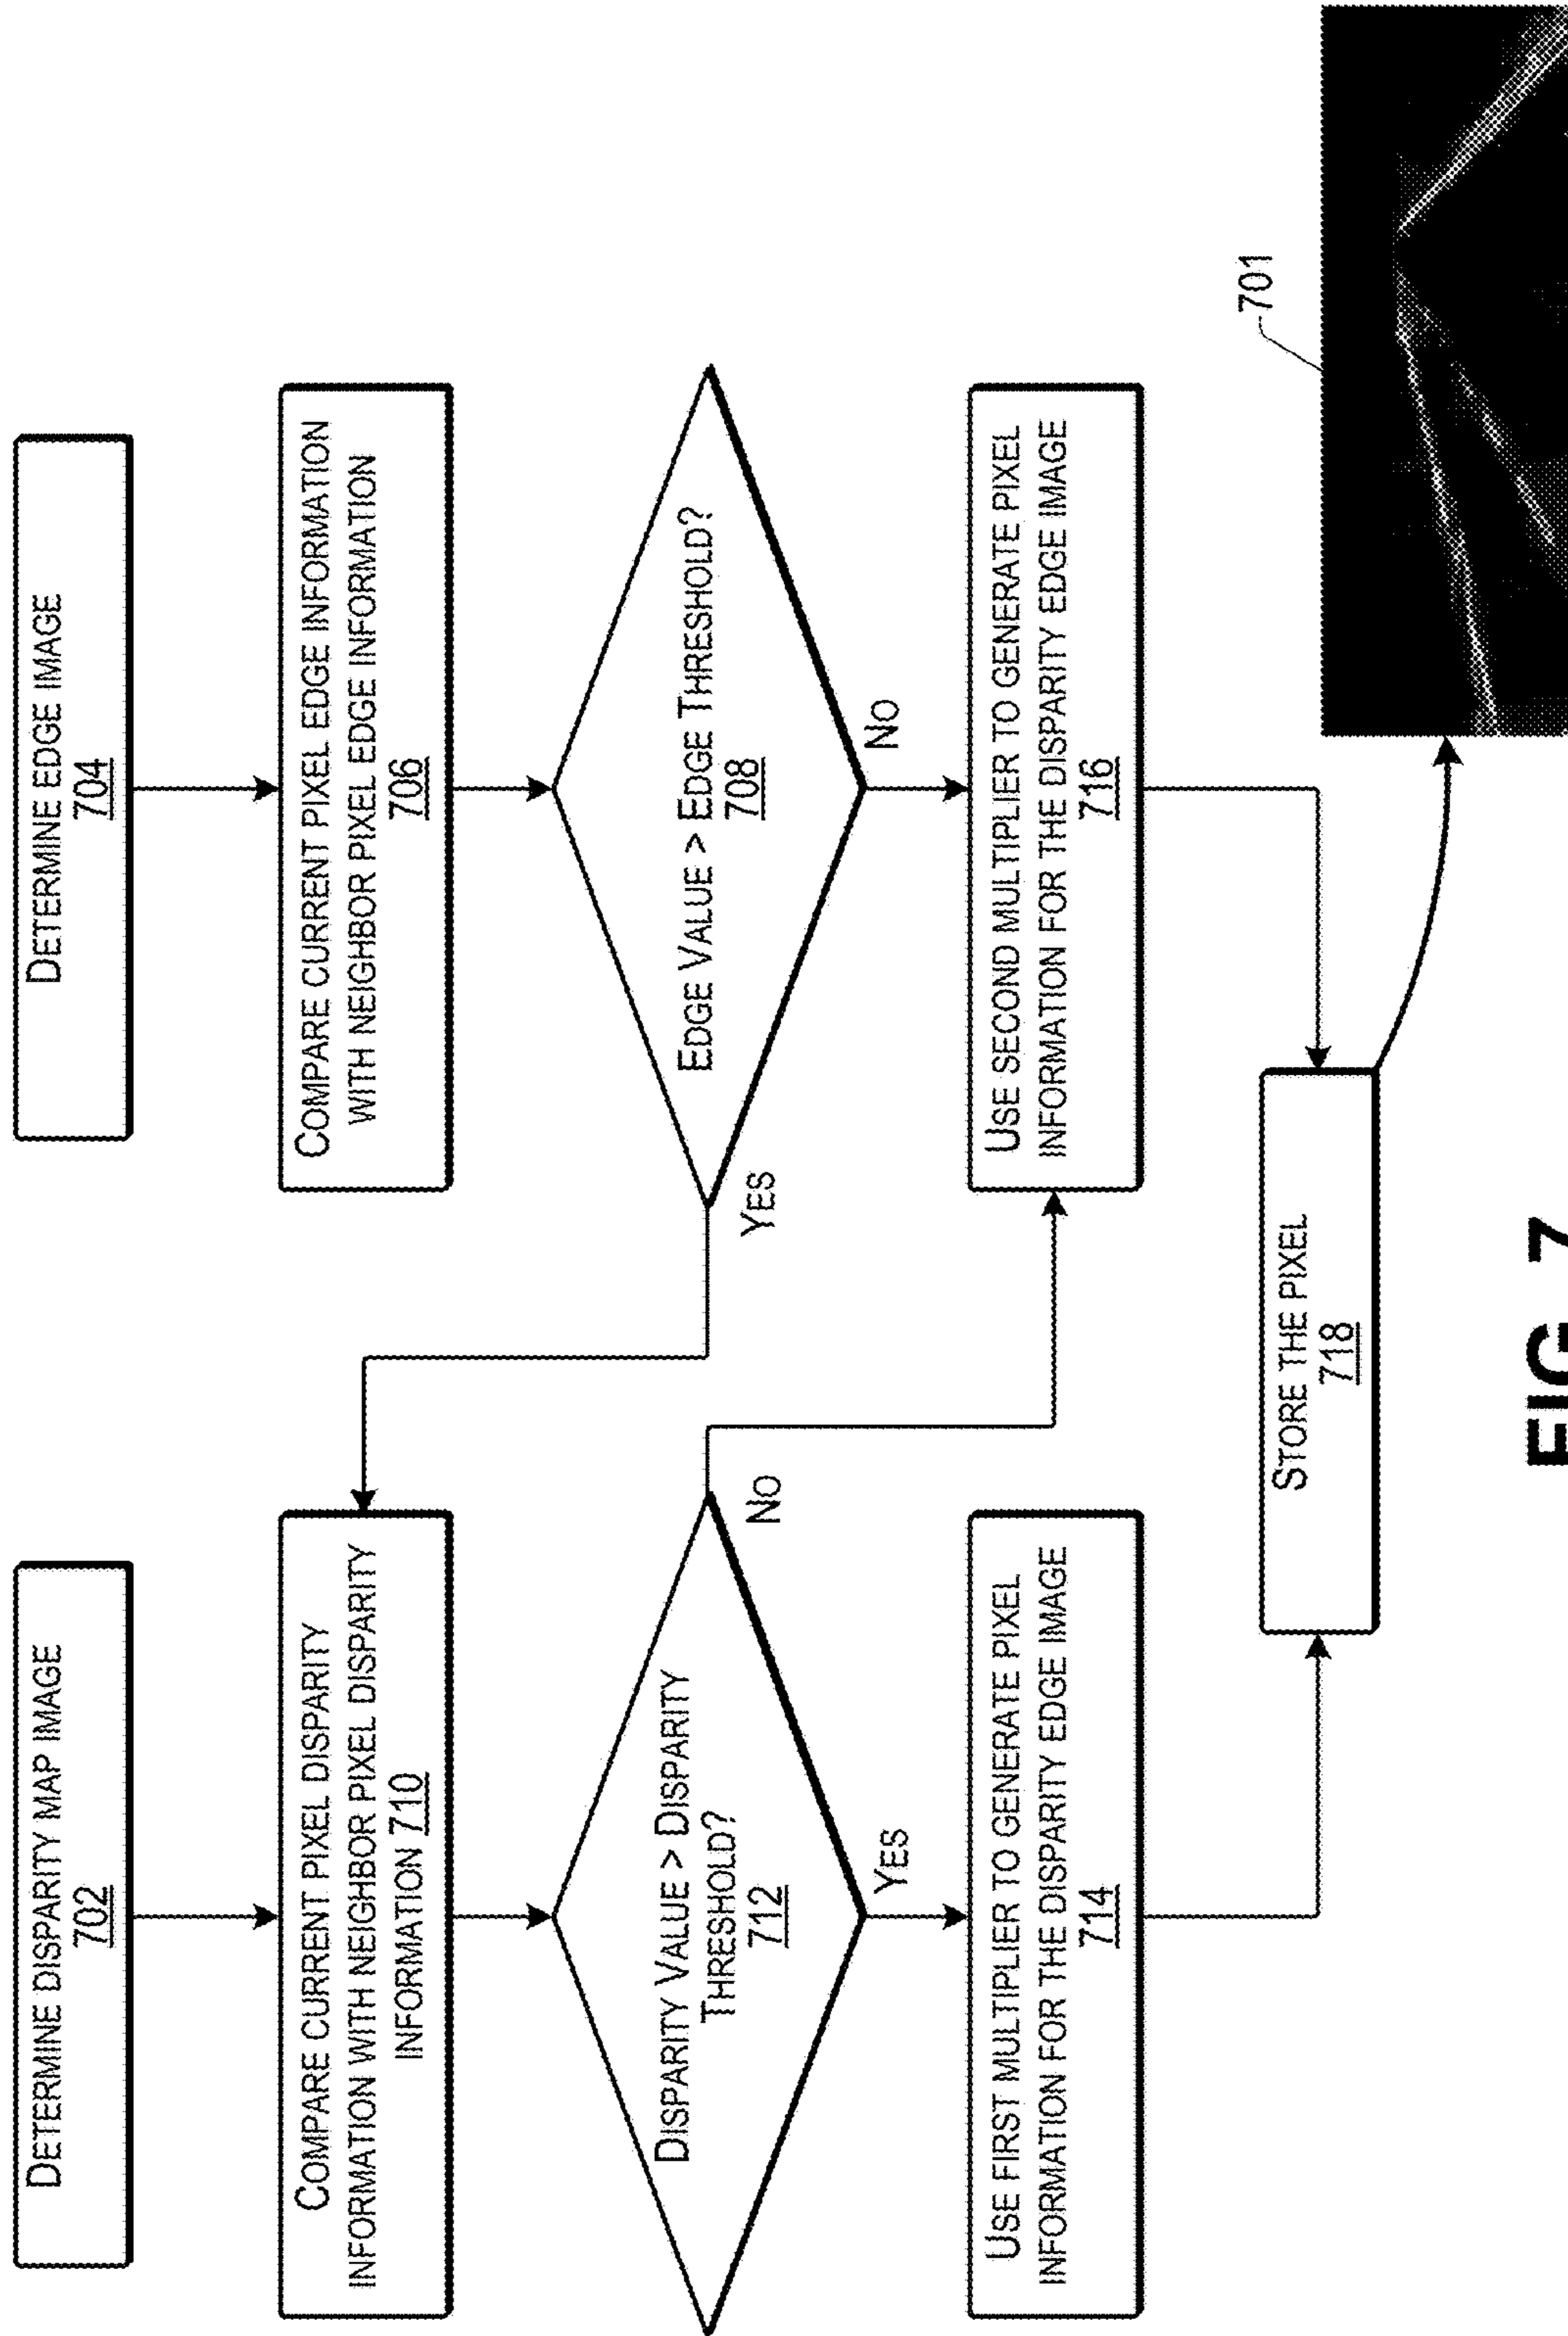 DETERMINE DISPARITY MAP IMAGE
702
DETERMINE EDGE IMAGE
704
COMPARE CURRENT PIXEL DISPARITY
INFORMATION WITH NEIGHBOR PIXEL DISPARITY
INFORMATION 710
COMPARE CURRENT PIXEL EDGE INFORMATION
WITH NEIGHBOR PIXEL EDGE INFORMATION
706
DISPARITY VALUE > DISPARITY
THRESHOLD?
712
NO
YES
EDGE VALUE > EDGE THRESHOLD?
708
YES
NO
USE FIRST MULTIPLIER TO GENERATE PIXEL
INFORMATION FOR THE DISPARITY EDGE IMAGE
714
USE SECOND MULTIPLIER TO GENERATE PIXEL
INFORMATION FOR THE DISPARITY EDGE IMAGE
716
STORE THE PIXEL
718
701
FIG. 7